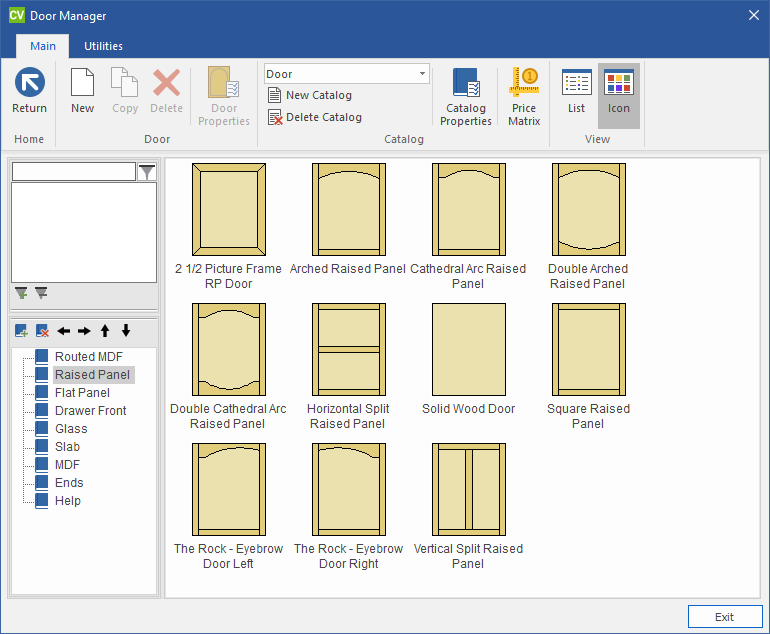 CV Door Manager
Main Utilities
Door
New Catalog
Delete Catalog
Return New Copy Delete Door Properties Catalog Properties Price Matrix List Icon
Home Door Catalog View
2 1/2 Picture Frame
RP Door
Arched Raised Panel
Cathedral Arc Raised
Panel
Double Arched
Raised Panel
Double Cathedral Arc
Raised Panel
Horizontal Split
Raised Panel
Solid Wood Door
Square Raised
Panel
The Rock - Eyebrow
Door Left
The Rock - Eyebrow
Door Right
Vertical Split Raised
Panel
Routed MDF
Raised Panel
Flat Panel
Drawer Front
Glass
Slab
MDF
Ends
Help
Exit